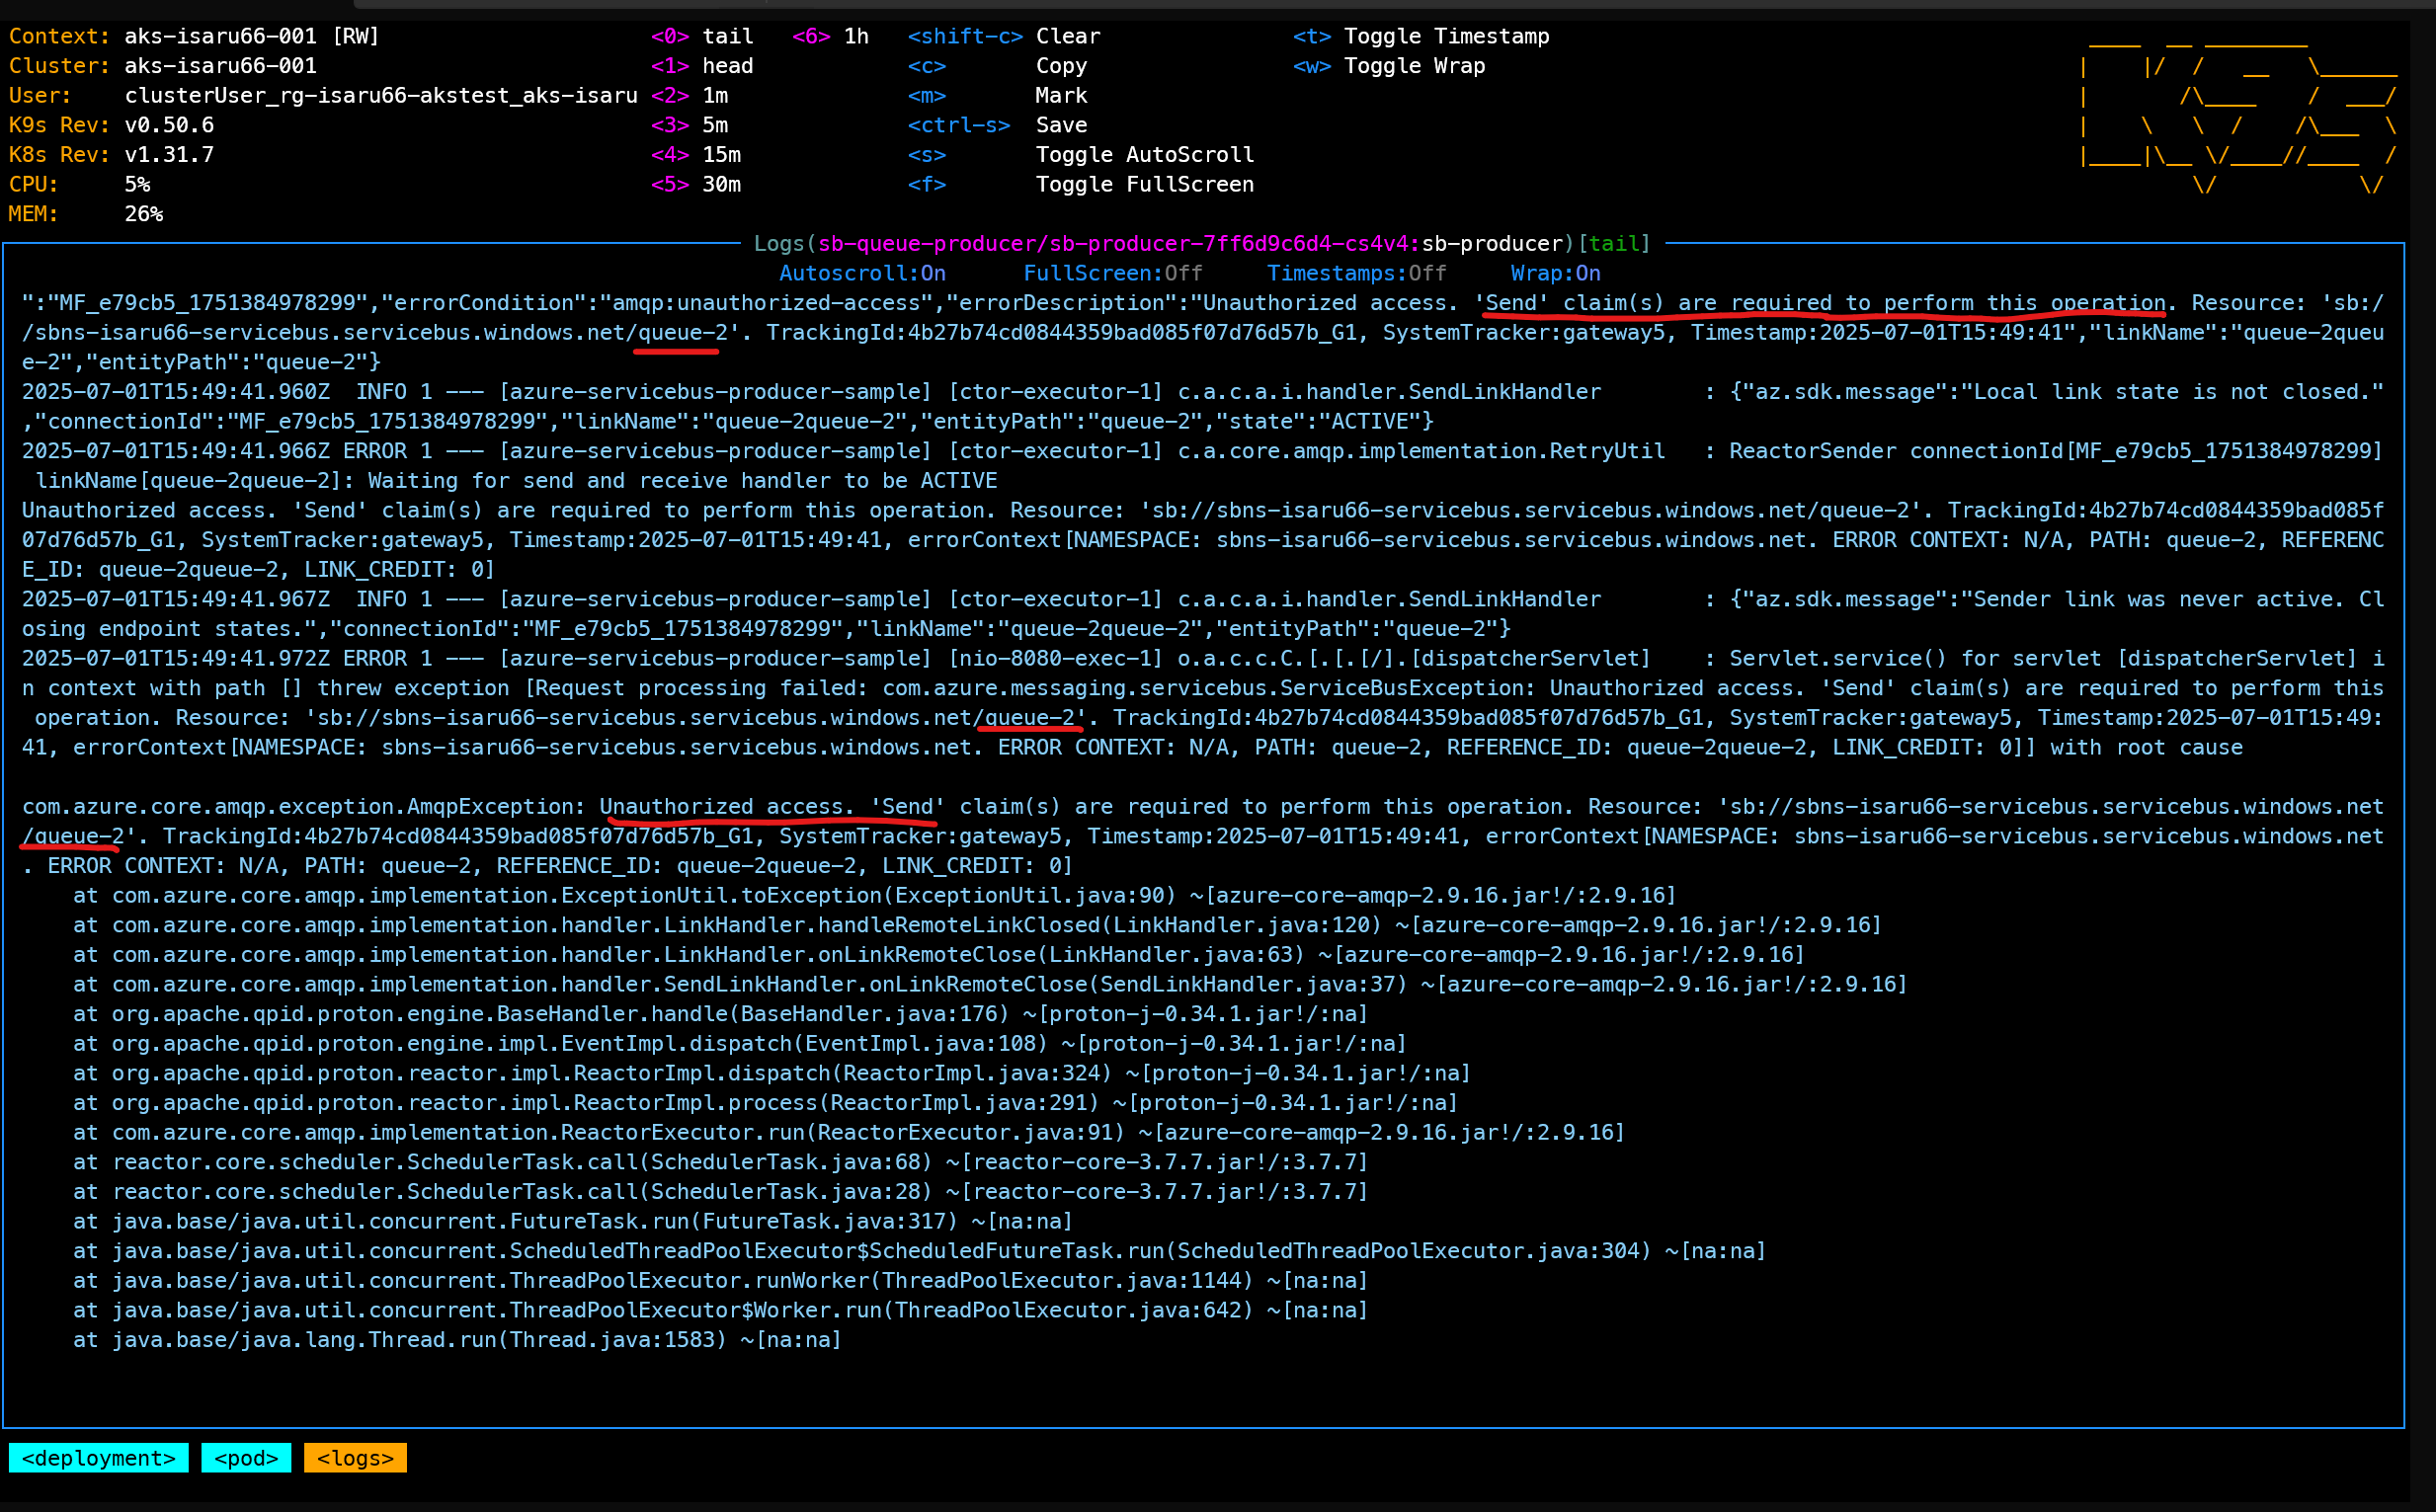 Context: aks-isaru66-001 [RW] <0> tail <6> 1h <shift-c> Clear <t> Toggle Timestamp
Cluster: aks-isaru66-001 <1> head <c> Copy <w> Toggle Wrap
User: clusterUser_rg-isaru66-akstest_aks-isaru <2> 1m <m> Mark
K9s Rev: v0.50.6 <3> 5m <ctrl-s> Save
K8s Rev: v1.31.7 <4> 15m <s> Toggle AutoScroll
CPU: 5% <5> 30m <f> Toggle FullScreen
MEM: 26%
Logs(sb-queue-producer/sb-producer-7ff6d9c6d4-cs4v4:sb-producer)[tail]
Autoscroll:On FullScreen:Off Timestamps:Off Wrap:On
":"MF_e79cb5_1751384978299","errorCondition":"amqp:unauthorized-access","errorDescription":"Unauthorized access. 'Send' claim(s) are required to perform this operation. Resource: 'sb:/
/sbns-isaru66-servicebus.servicebus.windows.net/queue-2'. TrackingId:4b27b74cd0844359bad085f07d76d57b_G1, SystemTracker:gateway5, Timestamp:2025-07-01T15:49:41","linkName":"queue-2queu
e-2","entityPath":"queue-2"}
2025-07-01T15:49:41.960Z  INFO 1 --- [azure-servicebus-producer-sample] [ctor-executor-1] c.a.c.a.i.handler.SendLinkHandler : {"az.sdk.message":"Local link state is not closed."
,"connectionId":"MF_e79cb5_1751384978299","linkName":"queue-2queue-2","entityPath":"queue-2","state":"ACTIVE"}
2025-07-01T15:49:41.966Z ERROR 1 --- [azure-servicebus-producer-sample] [ctor-executor-1] c.a.core.amqp.implementation.RetryUtil : ReactorSender connectionId[MF_e79cb5_1751384978299]
linkName[queue-2queue-2]: Waiting for send and receive handler to be ACTIVE
Unauthorized access. 'Send' claim(s) are required to perform this operation. Resource: 'sb://sbns-isaru66-servicebus.servicebus.windows.net/queue-2'. TrackingId:4b27b74cd0844359bad085f
07d76d57b_G1, SystemTracker:gateway5, Timestamp:2025-07-01T15:49:41, errorContext[NAMESPACE: sbns-isaru66-servicebus.servicebus.windows.net. ERROR CONTEXT: N/A, PATH: queue-2, REFERENC
E_ID: queue-2queue-2, LINK_CREDIT: 0]
2025-07-01T15:49:41.967Z  INFO 1 --- [azure-servicebus-producer-sample] [ctor-executor-1] c.a.c.a.i.handler.SendLinkHandler : {"az.sdk.message":"Sender link was never active. Cl
osing endpoint states.","connectionId":"MF_e79cb5_1751384978299","linkName":"queue-2queue-2","entityPath":"queue-2"}
2025-07-01T15:49:41.972Z ERROR 1 --- [azure-servicebus-producer-sample] [nio-8080-exec-1] o.a.c.c.C.[.[.[/].[dispatcherServlet] : Servlet.service() for servlet [dispatcherServlet] i
n context with path [] threw exception [Request processing failed: com.azure.messaging.servicebus.ServiceBusException: Unauthorized access. 'Send' claim(s) are required to perform this
operation. Resource: 'sb://sbns-isaru66-servicebus.servicebus.windows.net/queue-2'. TrackingId:4b27b74cd0844359bad085f07d76d57b_G1, SystemTracker:gateway5, Timestamp:2025-07-01T15:49:
41, errorContext[NAMESPACE: sbns-isaru66-servicebus.servicebus.windows.net. ERROR CONTEXT: N/A, PATH: queue-2, REFERENCE_ID: queue-2queue-2, LINK_CREDIT: 0]] with root cause
com.azure.core.amqp.exception.AmqpException: Unauthorized access. 'Send' claim(s) are required to perform this operation. Resource: 'sb://sbns-isaru66-servicebus.servicebus.windows.net
/queue-2'. TrackingId:4b27b74cd0844359bad085f07d76d57b_G1, SystemTracker:gateway5, Timestamp:2025-07-01T15:49:41, errorContext[NAMESPACE: sbns-isaru66-servicebus.servicebus.windows.net
. ERROR CONTEXT: N/A, PATH: queue-2, REFERENCE_ID: queue-2queue-2, LINK_CREDIT: 0]
at com.azure.core.amqp.implementation.ExceptionUtil.toException(ExceptionUtil.java:90) ~[azure-core-amqp-2.9.16.jar!/:2.9.16]
at com.azure.core.amqp.implementation.handler.LinkHandler.handleRemoteLinkClosed(LinkHandler.java:120) ~[azure-core-amqp-2.9.16.jar!/:2.9.16]
at com.azure.core.amqp.implementation.handler.LinkHandler.onLinkRemoteClose(LinkHandler.java:63) ~[azure-core-amqp-2.9.16.jar!/:2.9.16]
at com.azure.core.amqp.implementation.handler.SendLinkHandler.onLinkRemoteClose(SendLinkHandler.java:37) ~[azure-core-amqp-2.9.16.jar!/:2.9.16]
at org.apache.qpid.proton.engine.BaseHandler.handle(BaseHandler.java:176) ~[proton-j-0.34.1.jar!/:na]
at org.apache.qpid.proton.engine.impl.EventImpl.dispatch(EventImpl.java:108) ~[proton-j-0.34.1.jar!/:na]
at org.apache.qpid.proton.reactor.impl.ReactorImpl.dispatch(ReactorImpl.java:324) ~[proton-j-0.34.1.jar!/:na]
at org.apache.qpid.proton.reactor.impl.ReactorImpl.process(ReactorImpl.java:291) ~[proton-j-0.34.1.jar!/:na]
at com.azure.core.amqp.implementation.ReactorExecutor.run(ReactorExecutor.java:91) ~[azure-core-amqp-2.9.16.jar!/:2.9.16]
at reactor.core.scheduler.SchedulerTask.call(SchedulerTask.java:68) ~[reactor-core-3.7.7.jar!/:3.7.7]
at reactor.core.scheduler.SchedulerTask.call(SchedulerTask.java:28) ~[reactor-core-3.7.7.jar!/:3.7.7]
at java.base/java.util.concurrent.FutureTask.run(FutureTask.java:317) ~[na:na]
at java.base/java.util.concurrent.ScheduledThreadPoolExecutor$ScheduledFutureTask.run(ScheduledThreadPoolExecutor.java:304) ~[na:na]
at java.base/java.util.concurrent.ThreadPoolExecutor.runWorker(ThreadPoolExecutor.java:1144) ~[na:na]
at java.base/java.util.concurrent.ThreadPoolExecutor$Worker.run(ThreadPoolExecutor.java:642) ~[na:na]
at java.base/java.lang.Thread.run(Thread.java:1583) ~[na:na]
<deployment> <pod> <logs>